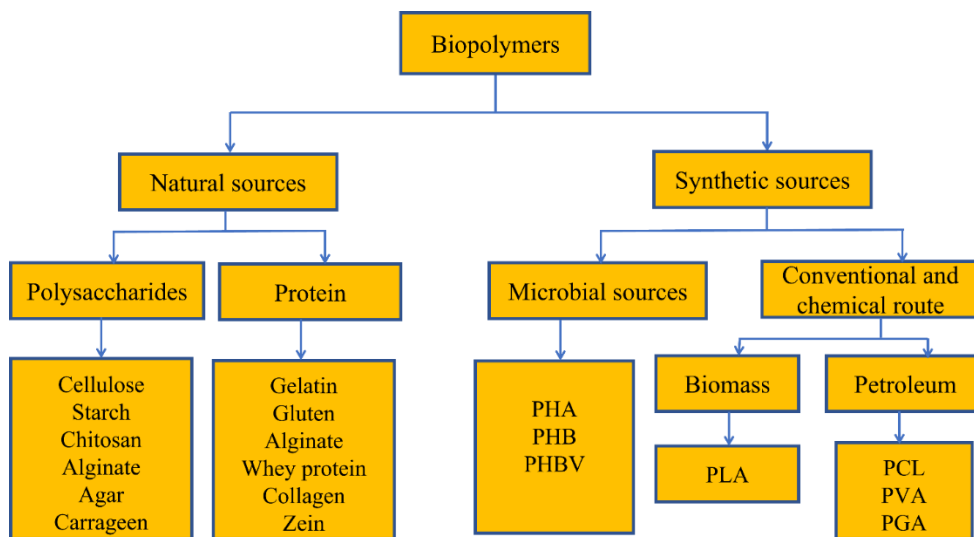 Biopolymers
Natural sources
Synthetic sources
Polysaccharides
Protein
Microbial sources
Conventional and
chemical route
Cellulose
Starch
Chitosan
Alginate
Agar
Carrageen
Gelatin
Gluten
Alginate
Whey protein
Collagen
Zein
PHA
PHB
PHBV
Biomass
Petroleum
PLA
PCL
PVA
PGA